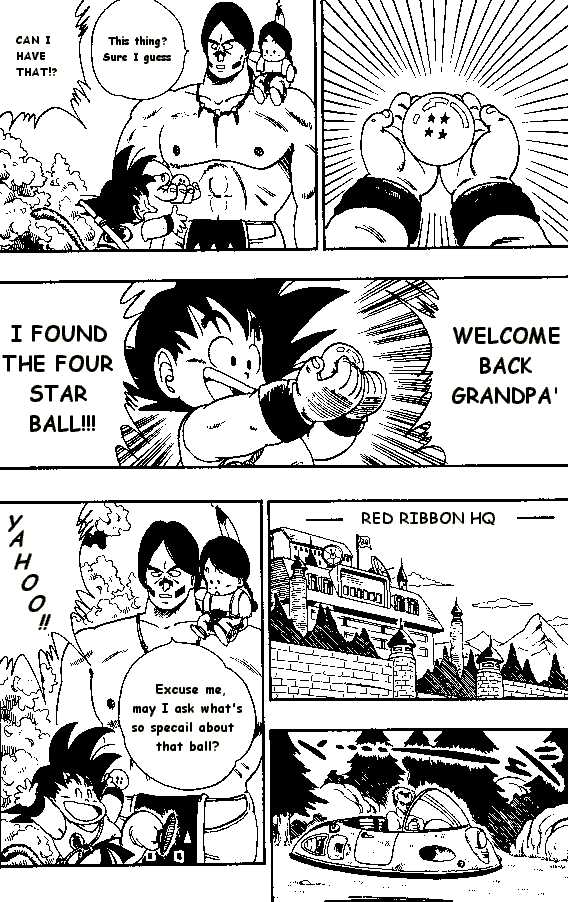 CAN I
HAVE
THAT!?
This thing?
Sure I guess
I FOUND
THE FOUR
STAR
BALL!!!
WELCOME
BACK
GRANDPA'
YAHOO!!
Excuse me,
may I ask what's
so specail about
that ball?
RED RIBBON HQ